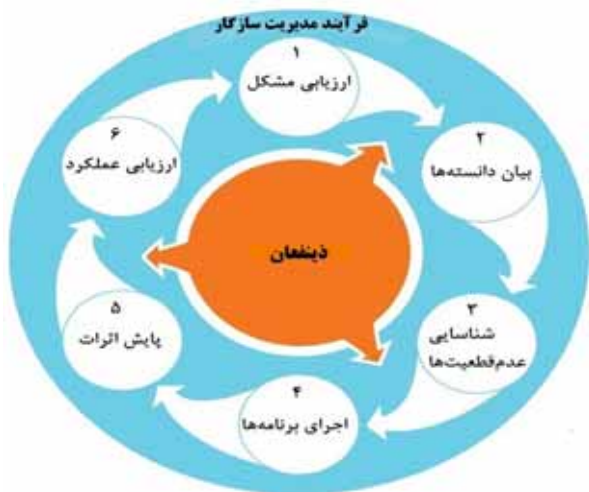 فرآیند مدیریت سازگار
۱
ارزیابی مشکل
۲
بیان دانسته‌ها
۳
شناسایی
عدم‌قطعیت‌ها
۴
اجرای برنامه‌ها
۵
پایش اثرات
۶
ارزیابی عملکرد
ذینفعان